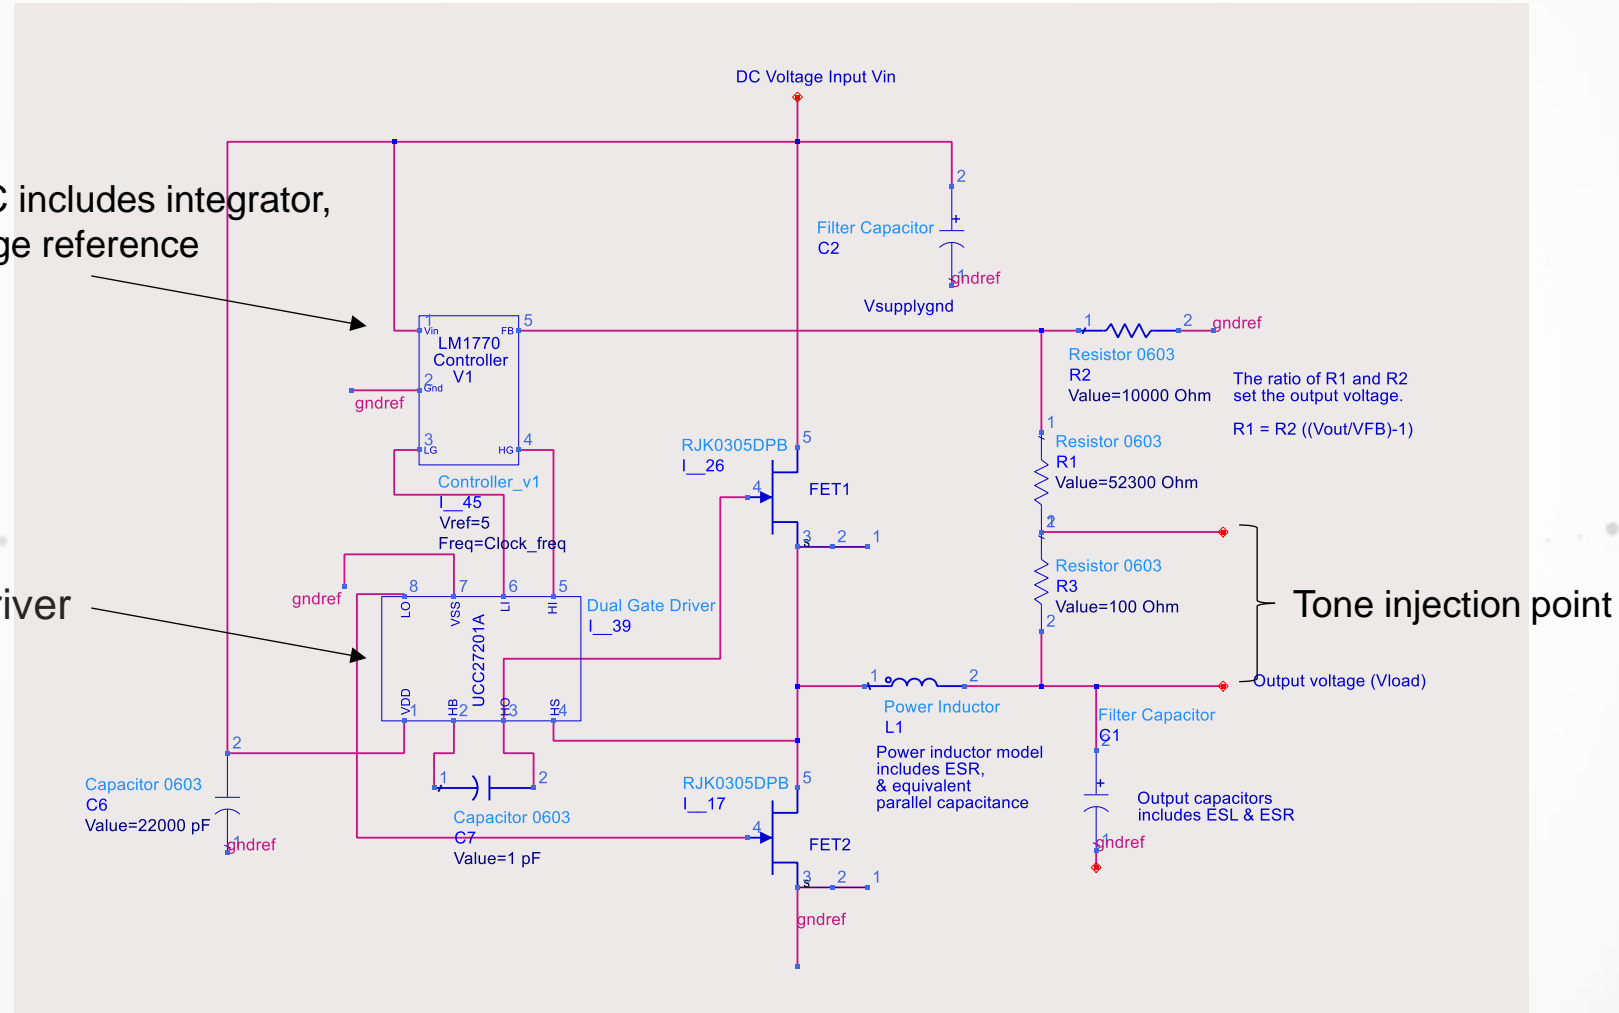 DC Voltage Input Vin
C includes integrator,
ge reference
2
+
Filter Capacitor
C2
1
gndref
Vsupplygnd
1
Vin
FB
5
LM1770
Controller
V1
2
Gnd
gndref
3
LG
4
HG
Controller_v1
I__45
Vref=5
Freq=Clock_freq
1
2
gndref
Resistor 0603
R2
Value=10000 Ohm
The ratio of R1 and R2
set the output voltage.
R1 = R2 ((Vout/VFB)-1)
1
Resistor 0603
R1
Value=52300 Ohm
2
1
Resistor 0603
R3
Value=100 Ohm
2
RJK0305DPB
I__26
5
4
FET1
3
S
2
1
gndref
8
7
6
5
LO
VSS
LI
HI
Dual Gate Driver
I__39
UCC27201A
VDD
HB
HO
HS
1
2
3
4
river
Tone injection point
1
2
Power Inductor
L1
Power inductor model
includes ESR,
& equivalent
parallel capacitance
Output voltage (Vload)
Filter Capacitor
C1
2
+
Output capacitors
includes ESL & ESR
1
gndref
2
Capacitor 0603
C6
Value=22000 pF
1
gndref
1
2
Capacitor 0603
C7
Value=1 pF
RJK0305DPB
I__17
5
4
FET2
3
S
2
1
gndref